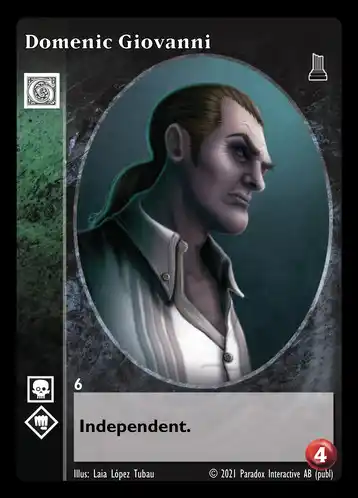 Domenic Giovanni
6
Independent.
4
Illus: Laia López Tubau © 2021 Paradox Interactive AB (publ)